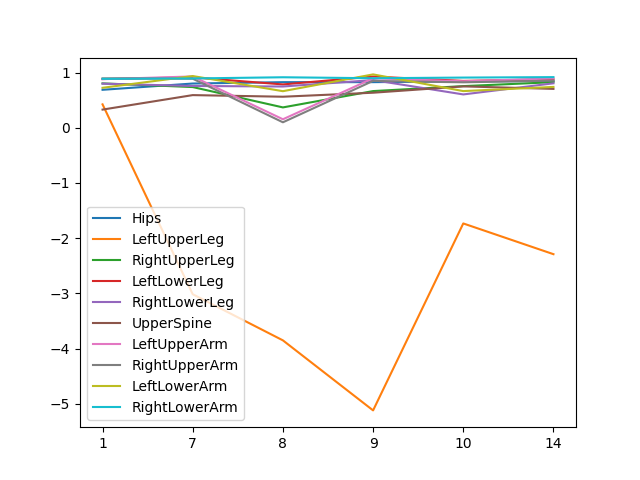 1
0
−1
−2
−3
−4
−5
Hips
LeftUpperLeg
RightUpperLeg
LeftLowerLeg
RightLowerLeg
UpperSpine
LeftUpperArm
RightUpperArm
LeftLowerArm
RightLowerArm
1 7 8 9 10 14